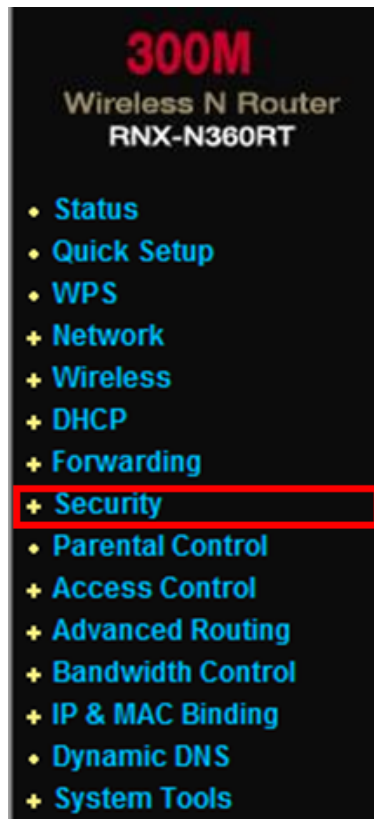 300M
Wireless N Router
RNX-N360RT
Status
Quick Setup
WPS
Network
Wireless
DHCP
Forwarding
Security
Parental Control
Access Control
Advanced Routing
Bandwidth Control
IP & MAC Binding
Dynamic DNS
System Tools